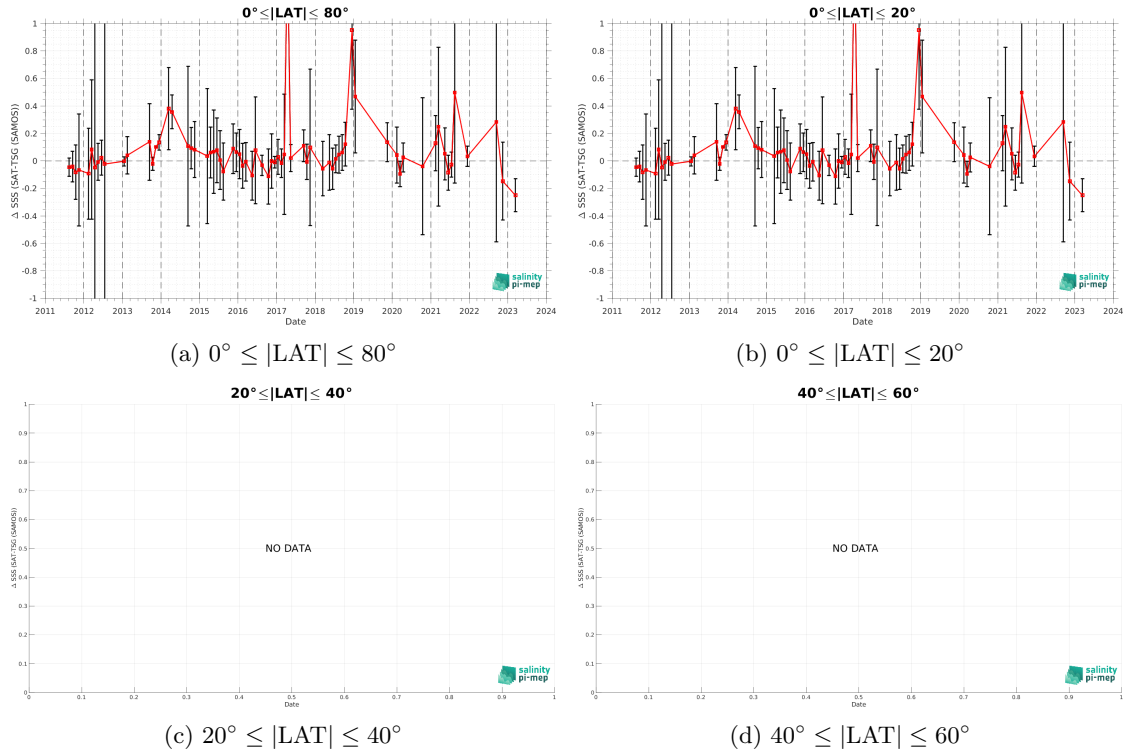 0°≤|LAT|≤ 80°
Δ SSS (SAT-TSG (SAMOS))
1
0.8
0.6
0.4
0.2
0
-0.2
-0.4
-0.6
-0.8
-1
2011 2012 2013 2014 2015 2016 2017 2018 2019 2020 2021 2022 2023 2024
Date
salinity
pi-mep
(a) 0° ≤ |LAT| ≤ 80°
0°≤|LAT|≤ 20°
Δ SSS (SAT-TSG (SAMOS))
1
0.8
0.6
0.4
0.2
0
-0.2
-0.4
-0.6
-0.8
-1
2011 2012 2013 2014 2015 2016 2017 2018 2019 2020 2021 2022 2023 2024
Date
salinity
pi-mep
(b) 0° ≤ |LAT| ≤ 20°
20°≤|LAT|≤ 40°
Δ SSS (SAT-TSG (SAMOS))
1
0.9
0.8
0.7
0.6
0.5
0.4
0.3
0.2
0.1
0
NO DATA
0 0.1 0.2 0.3 0.4 0.5 0.6 0.7 0.8 0.9 1
Date
salinity
pi-mep
(c) 20° ≤ |LAT| ≤ 40°
40°≤|LAT|≤ 60°
Δ SSS (SAT-TSG (SAMOS))
1
0.9
0.8
0.7
0.6
0.5
0.4
0.3
0.2
0.1
0
NO DATA
0 0.1 0.2 0.3 0.4 0.5 0.6 0.7 0.8 0.9 1
Date
salinity
pi-mep
(d) 40° ≤ |LAT| ≤ 60°